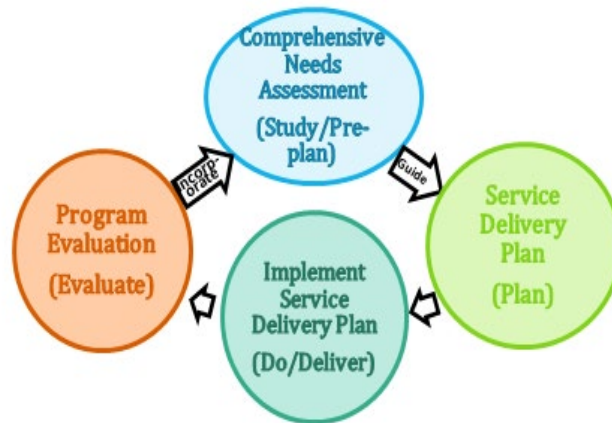 Comprehensive
Needs
Assessment
(Study/Pre-
plan)
Guide
Service
Delivery
Plan
(Plan)
Implement
Service
Delivery Plan
(Do/Deliver)
Program
Evaluation
(Evaluate)
ncorp-
orate